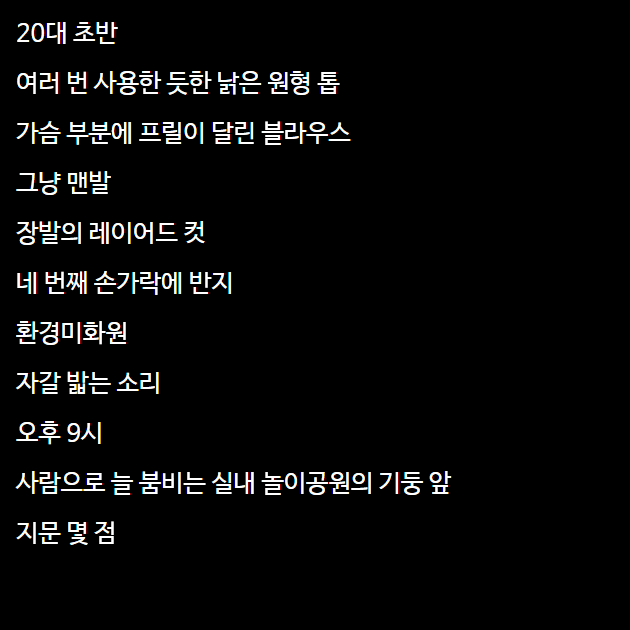 20대 초반
여러 번 사용한 듯한 낡은 원형 톱
가슴 부분에 프릴이 달린 블라우스
그냥 맨발
장발의 레이어드 컷
네 번째 손가락에 반지
환경미화원
자갈 밟는 소리
오후 9시
사람으로 늘 붐비는 실내 놀이공원의 기둥 앞
지문 몇 점